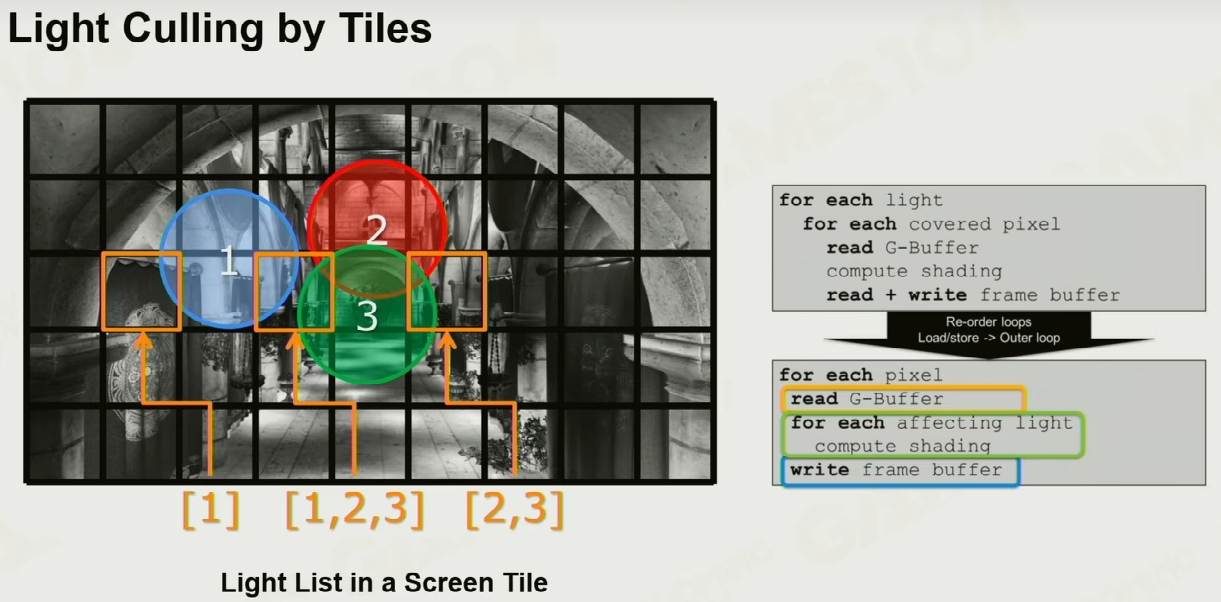 Light Culling by Tiles
1
2
3
[1]
[1,2,3]
[2,3]
Light List in a Screen Tile
for each light
for each covered pixel
read G-Buffer
compute shading
read + write frame buffer
Re-order loops
Load/store -> Outer loop
for each pixel
read G-Buffer
for each affecting light
compute shading
write frame buffer